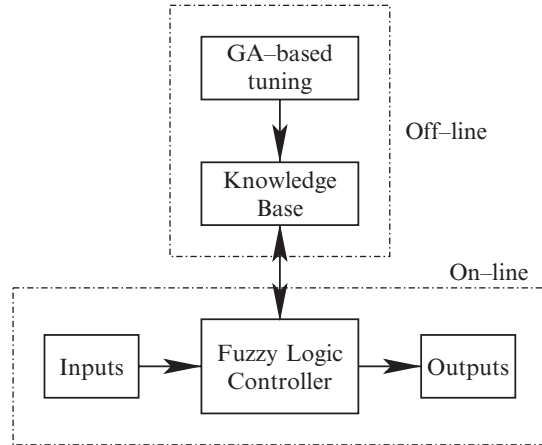 GA–based
tuning
Off–line
Knowledge
Base
On–line
Inputs
Fuzzy Logic
Controller
Outputs